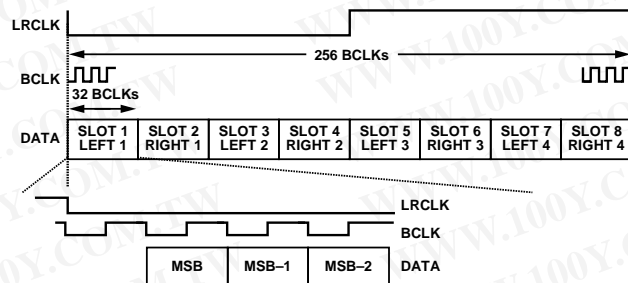 LRCLK
256 BCLKs
BCLK
32 BCLKs
DATA
SLOT 1 LEFT 1
SLOT 2 RIGHT 1
SLOT 3 LEFT 2
SLOT 4 RIGHT 2
SLOT 5 LEFT 3
SLOT 6 RIGHT 3
SLOT 7 LEFT 4
SLOT 8 RIGHT 4
LRCLK
BCLK
MSB
MSB–1
MSB–2
DATA
WWW.100Y.COM.TW